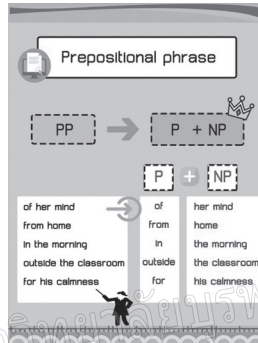 Prepositional phrase
PP P + NP
P + NP
of her mind of her mind
from home from home
in the morning in the morning
outside the classroom outside the classroom
for his calmness for his calmness